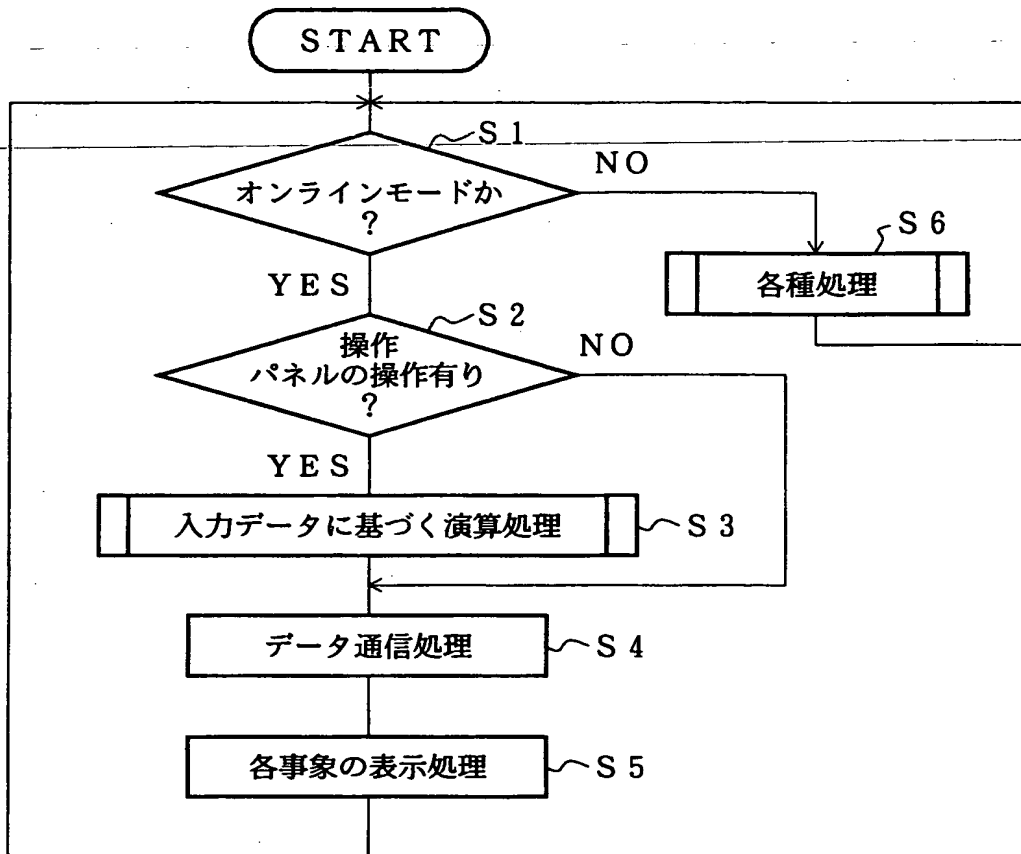 START
S1
オンラインモードか
?
NO
YES
S6
各種処理
S2
操作
パネルの操作有り
?
NO
YES
入力データに基づく演算処理
S3
データ通信処理
S4
各事象の表示処理
S5